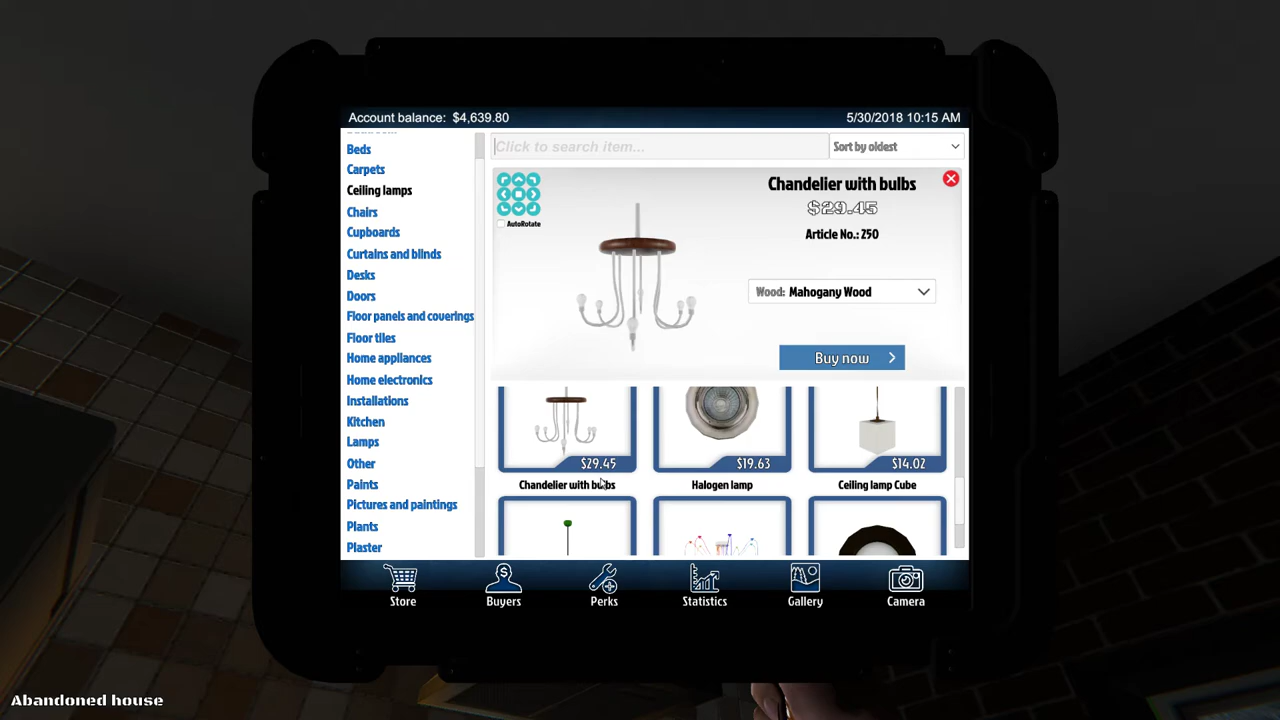 Account balance: $4,639.80
5/30/2018 10:15 AM
Beds
Carpets
Ceiling lamps
Chairs
Cupboards
Curtains and blinds
Desks
Doors
Floor panels and coverings
Floor tiles
Home appliances
Home electronics
Installations
Kitchen
Lamps
Other
Paints
Pictures and paintings
Plants
Plaster
Click to search item...
Sort by oldest
AutoRotate
Chandelier with bulbs
$29.45
Article No.: 250
Wood: Mahogany Wood
Buy now
$29.45
$19.63
$14.02
Chandelier with bulbs
Halogen lamp
Ceiling lamp Cube
Store
Buyers
Perks
Statistics
Gallery
Camera
Abandoned house